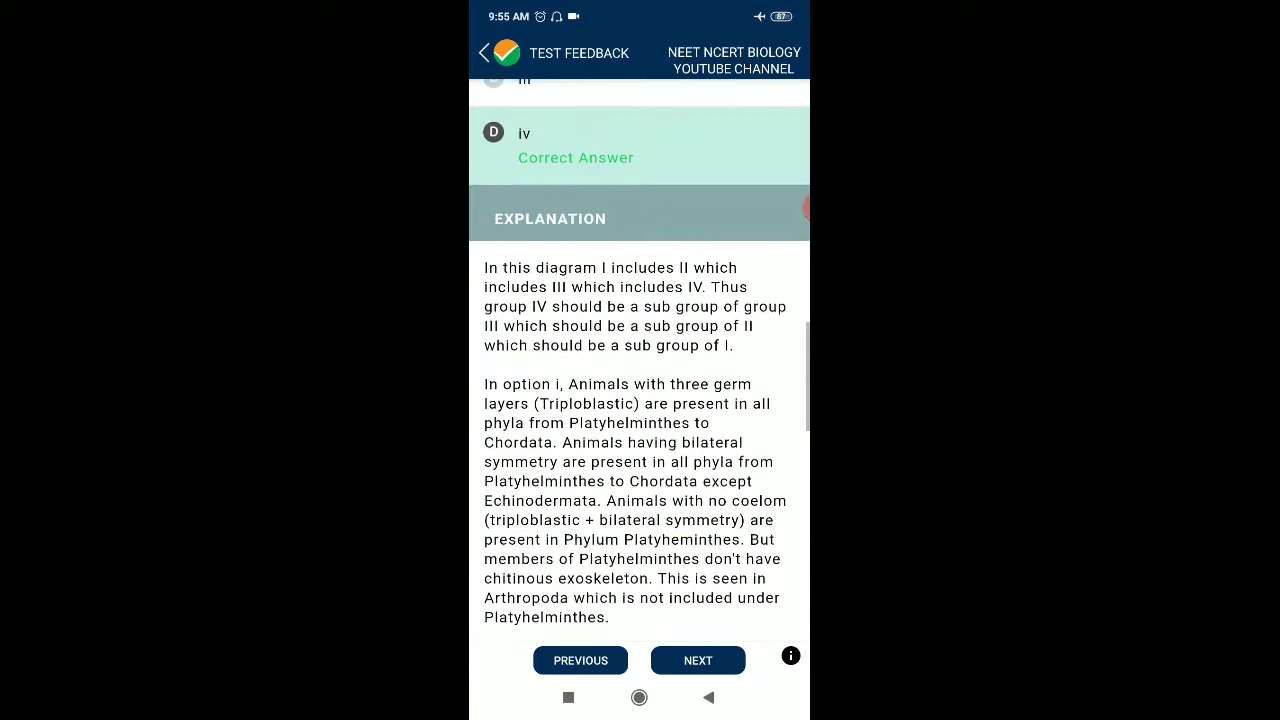 9:55 AM
87
TEST FEEDBACK
NEET NCERT BIOLOGY
YOUTUBE CHANNEL
iii
D
iv
Correct Answer
EXPLANATION
In this diagram I includes II which
includes III which includes IV. Thus
group IV should be a sub group of group
III which should be a sub group of II
which should be a sub group of I.
In option i, Animals with three germ
layers (Triploblastic) are present in all
phyla from Platyhelminthes to
Chordata. Animals having bilateral
symmetry are present in all phyla from
Platyhelminthes to Chordata except
Echinodermata. Animals with no coelom
(triploblastic + bilateral symmetry) are
present in Phylum Platyheminthes. But
members of Platyhelminthes don't have
chitinous exoskeleton. This is seen in
Arthropoda which is not included under
Platyhelminthes.
PREVIOUS
NEXT